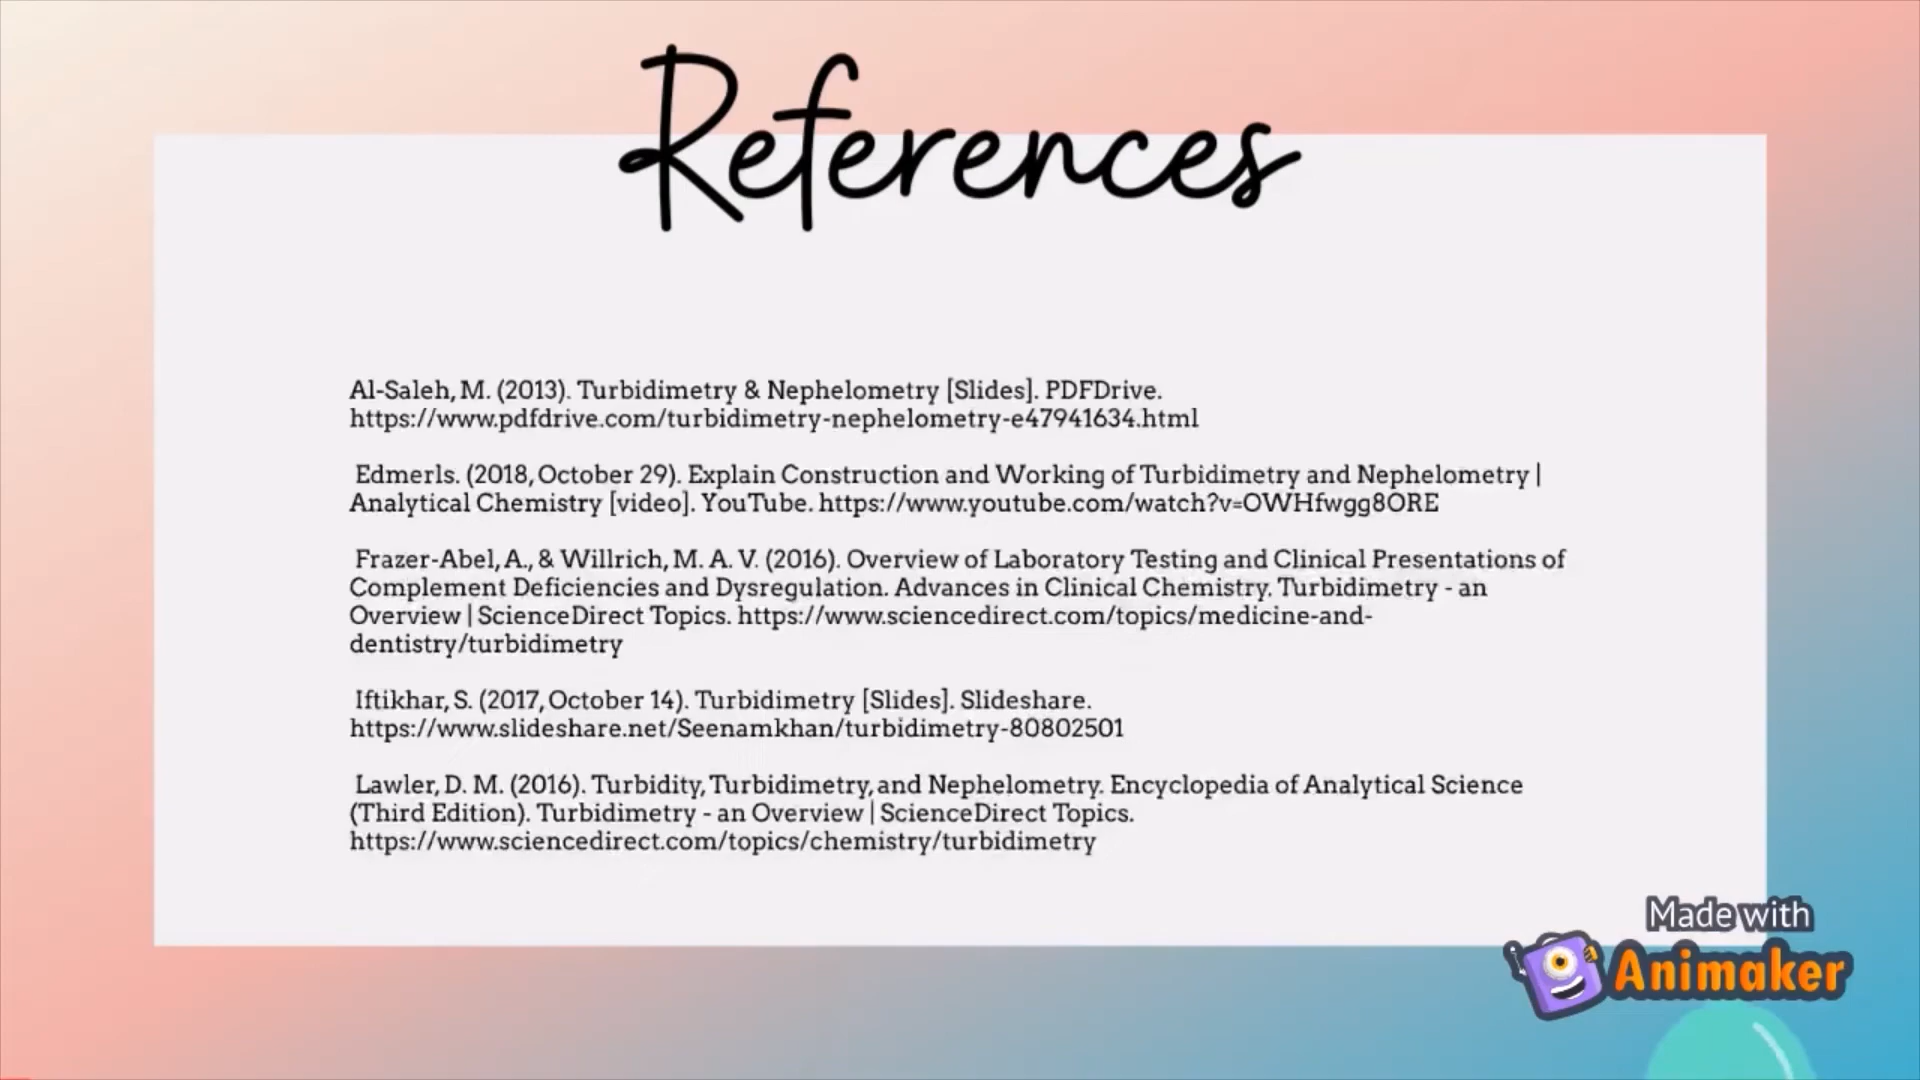 References
Al-Saleh, M. (2013). Turbidimetry & Nephelometry [Slides]. PDFDrive.
https://www.pdfdrive.com/turbidimetry-nephelometry-e47941634.html
Edmerls. (2018, October 29). Explain Construction and Working of Turbidimetry and Nephelometry |
Analytical Chemistry [video]. YouTube. https://www.youtube.com/watch?v=OWHfwgg8ORE
Frazer-Abel, A., & Willrich, M. A. V. (2016). Overview of Laboratory Testing and Clinical Presentations of
Complement Deficiencies and Dysregulation. Advances in Clinical Chemistry. Turbidimetry - an
Overview | ScienceDirect Topics. https://www.sciencedirect.com/topics/medicine-and-
dentistry/turbidimetry
Iftikhar, S. (2017, October 14). Turbidimetry [Slides]. Slideshare.
https://www.slideshare.net/Seenamkhan/turbidimetry-80802501
Lawler, D. M. (2016). Turbidity, Turbidimetry, and Nephelometry. Encyclopedia of Analytical Science
(Third Edition). Turbidimetry - an Overview | ScienceDirect Topics.
https://www.sciencedirect.com/topics/chemistry/turbidimetry
Made with
Animaker